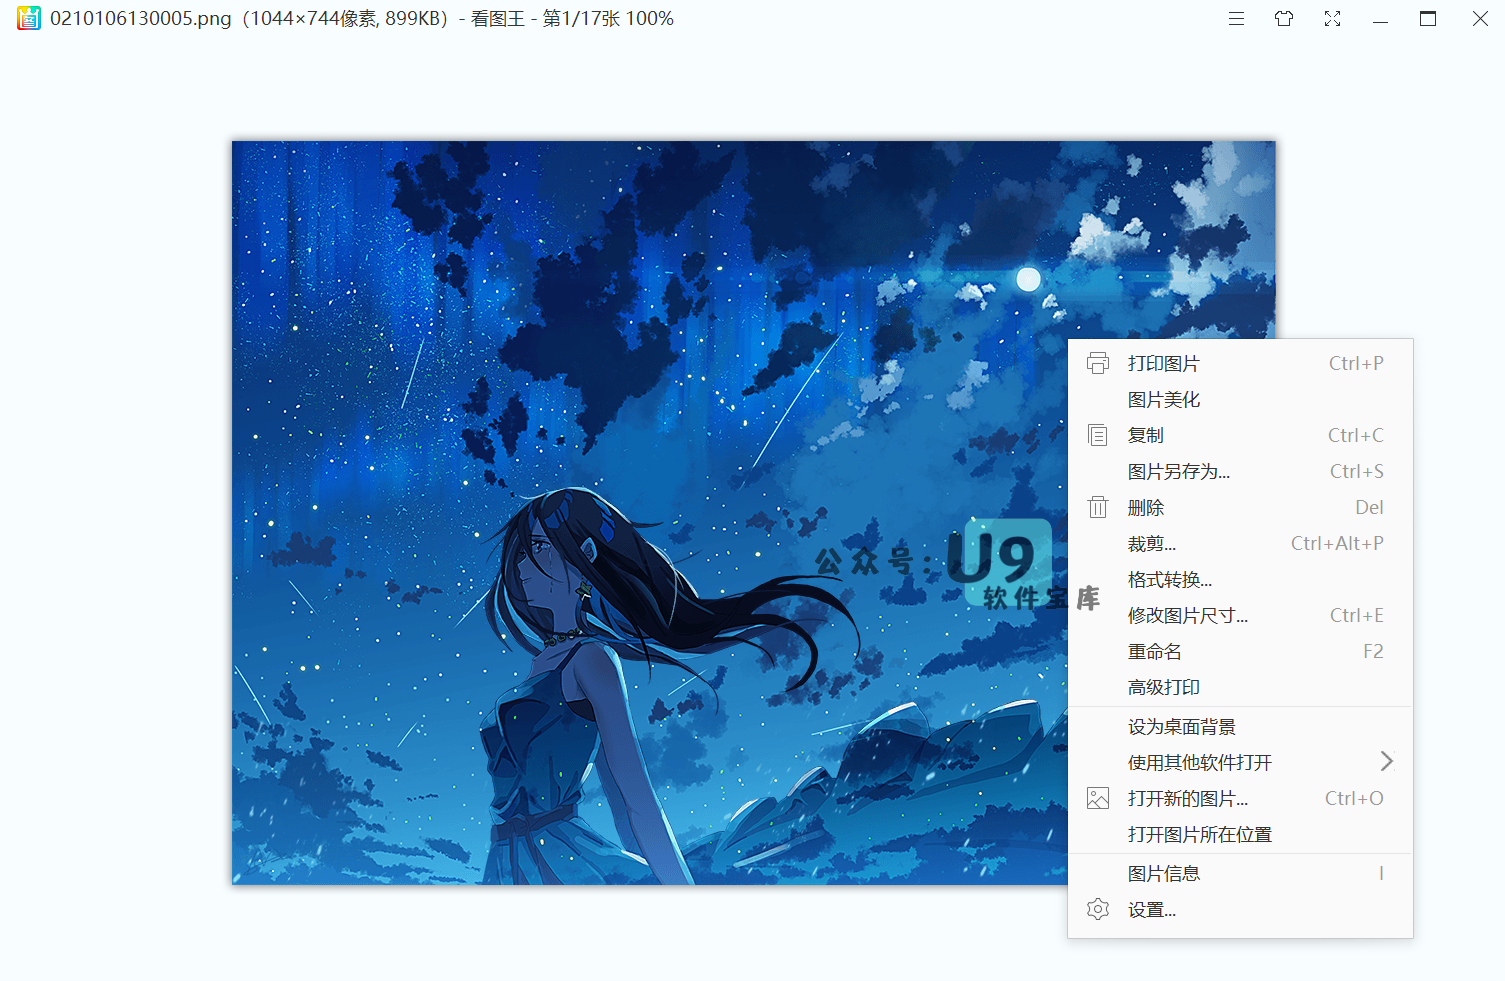 0210106130005.png（1044×744像素, 899KB）- 看图王 - 第1/17张 100%
公众号：U9
软件宝库
打印图片 Ctrl+P
图片美化
复制 Ctrl+C
图片另存为... Ctrl+S
删除 Del
裁剪... Ctrl+Alt+P
格式转换...
修改图片尺寸... Ctrl+E
重命名 F2
高级打印
设为桌面背景
使用其他软件打开
打开新的图片... Ctrl+O
打开图片所在位置
图片信息 I
设置...